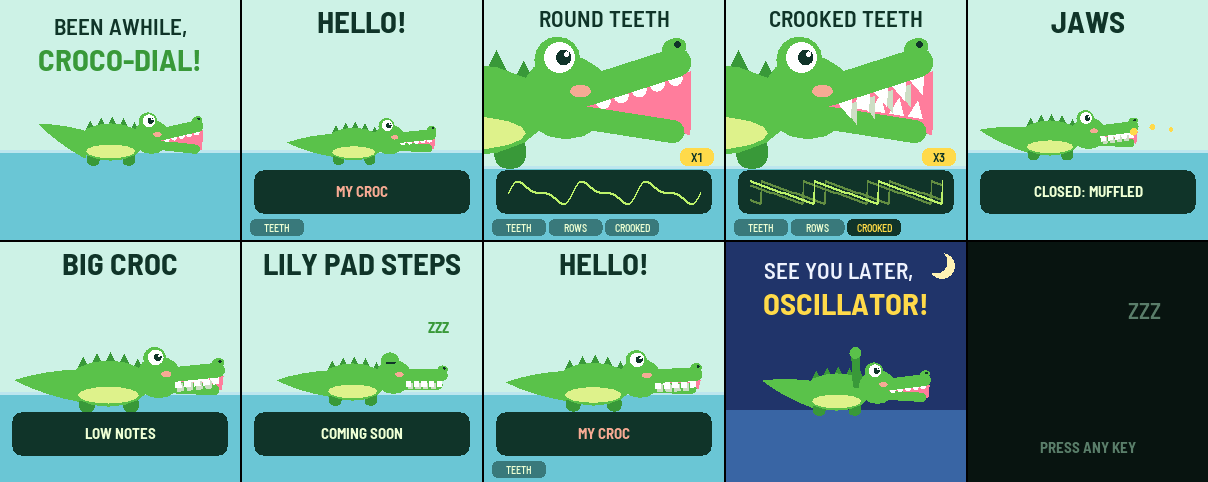 BEEN AWHILE,
CROCO-DIAL!
HELLO!
MY CROC
TEETH
ROUND TEETH
X1
TEETH ROWS CROOKED
CROOKED TEETH
X3
TEETH ROWS CROOKED
JAWS
CLOSED: MUFFLED
BIG CROC
LOW NOTES
LILY PAD STEPS
ZZZ
COMING SOON
HELLO!
MY CROC
TEETH
SEE YOU LATER,
OSCILLATOR!
ZZZ
PRESS ANY KEY